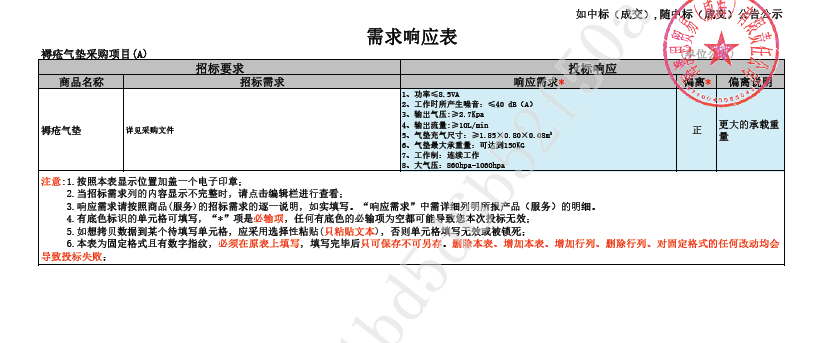 如中标（成交）,随中标（成交）公告公示
需求响应表
褥疮气垫采购项目(A)
招标要求 投标响应
商品名称 招标需求 响应需求* 偏离* 偏离说明
褥疮气垫 详见采购文件
1、功率≤8.5VA
2、工作时所产生噪音：≤40 dB（A）
3、输出气压:≥2.7Kpa
4、输出流量:≥10L/min
5、气垫充气尺寸：≥1.85×0.80×0.08m³
6、气垫最大承重量：可达到150KG
7、工作制：连续工作
8、大气压：860hpa-1060hpa
正 更大的承载重
量
注意:1.按照本表显示位置加盖一个电子印章；
2.当招标需求列的内容显示不完整时，请点击编辑栏进行查看；
3.响应需求请按照商品(服务)的招标需求的逐一说明，如实填写。“响应需求”中需详细列明所报产品（服务）的明细。
4.有底色标识的单元格可填写，“*”项是必输项，任何有底色的必输项为空都可能导致基本次投标无效；
5.如想拷贝数据到某个待填写单元格，应采用选择性粘贴(只粘贴文本)，否则单元格填写无效或被锁死；
6.本表为固定格式且有数字指纹，必须在原表上填写，填写完毕后只可保存不可另存。删除本表、增加本表、增加行列、删除行列、对固定格式的任何改动均会
导致投标失败；